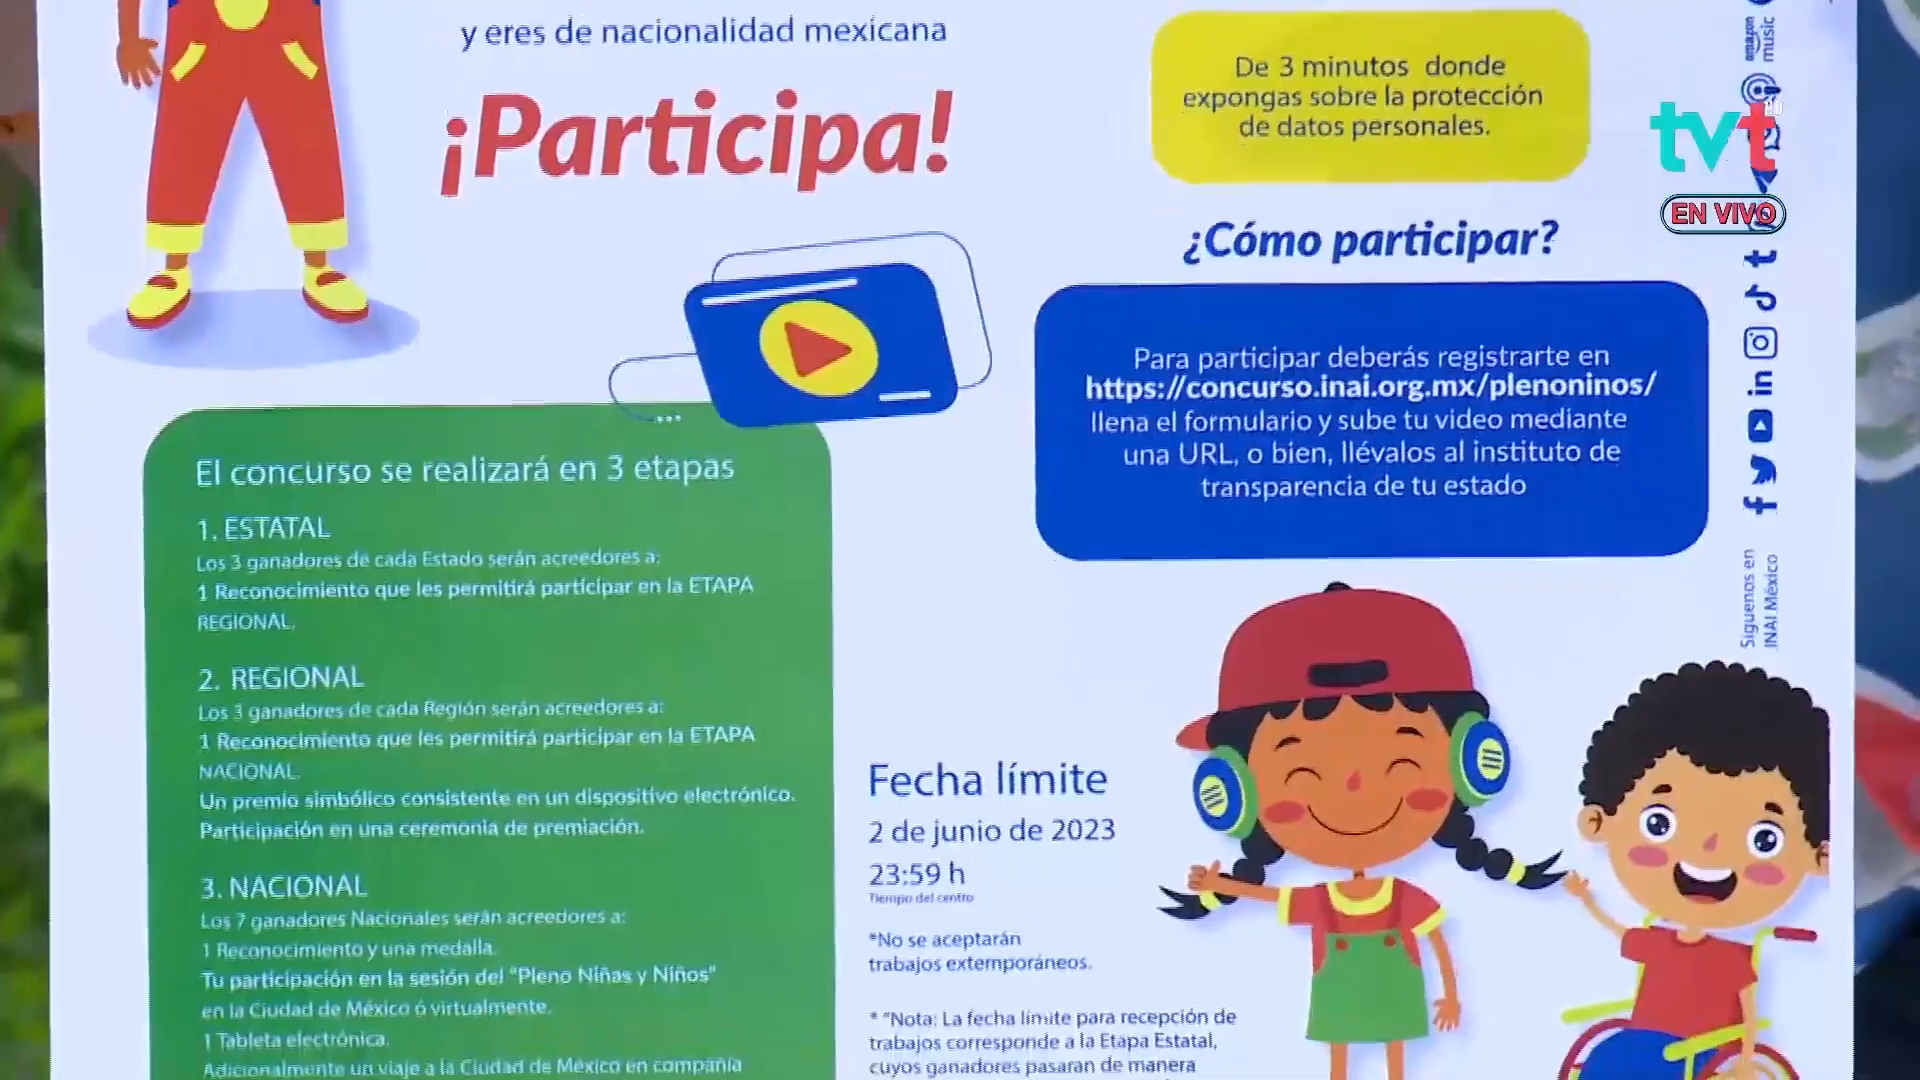 y eres de nacionalidad mexicana
¡Participa!
El concurso se realizará en 3 etapas
1. ESTATAL
Los 3 ganadores de cada Estado serán acreedores a:
1 Reconocimiento que les permitirá participar en la ETAPA
REGIONAL.
2. REGIONAL
Los 3 ganadores de cada Región serán acreedores a:
1 Reconocimiento que les permitirá participar en la ETAPA
NACIONAL.
Un premio simbólico consistente en un dispositivo electrónico.
Participación en una ceremonia de premiación.
3. NACIONAL
Los 7 ganadores Nacionales serán acreedores a:
1 Reconocimiento y una medalla.
Tu participación en la sesión del "Pleno Niñas y Niños"
en la Ciudad de México ó virtualmente.
1 Tableta electrónica.
Adicionalmente un viaje a la Ciudad de México en compañía
De 3 minutos donde
expongas sobre la protección
de datos personales.
¿Cómo participar?
Para participar deberás registrarte en
https://concurso.inai.org.mx/plenoninos/
llena el formulario y sube tu video mediante
una URL, o bien, llévalos al instituto de
transparencia de tu estado
Fecha límite
2 de junio de 2023
23:59 h
Tiempo del centro
*No se aceptarán
trabajos extemporáneos.
* "Nota: La fecha límite para recepción de
trabajos corresponde a la Etapa Estatal,
cuyos ganadores pasaran de manera
amazon
music
Síguenos en
INAI México
tvt
EN VIVO